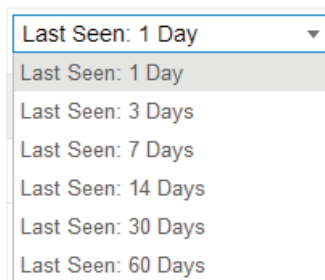 Last Seen: 1 Day
Last Seen: 1 Day
Last Seen: 3 Days
Last Seen: 7 Days
Last Seen: 14 Days
Last Seen: 30 Days
Last Seen: 60 Days